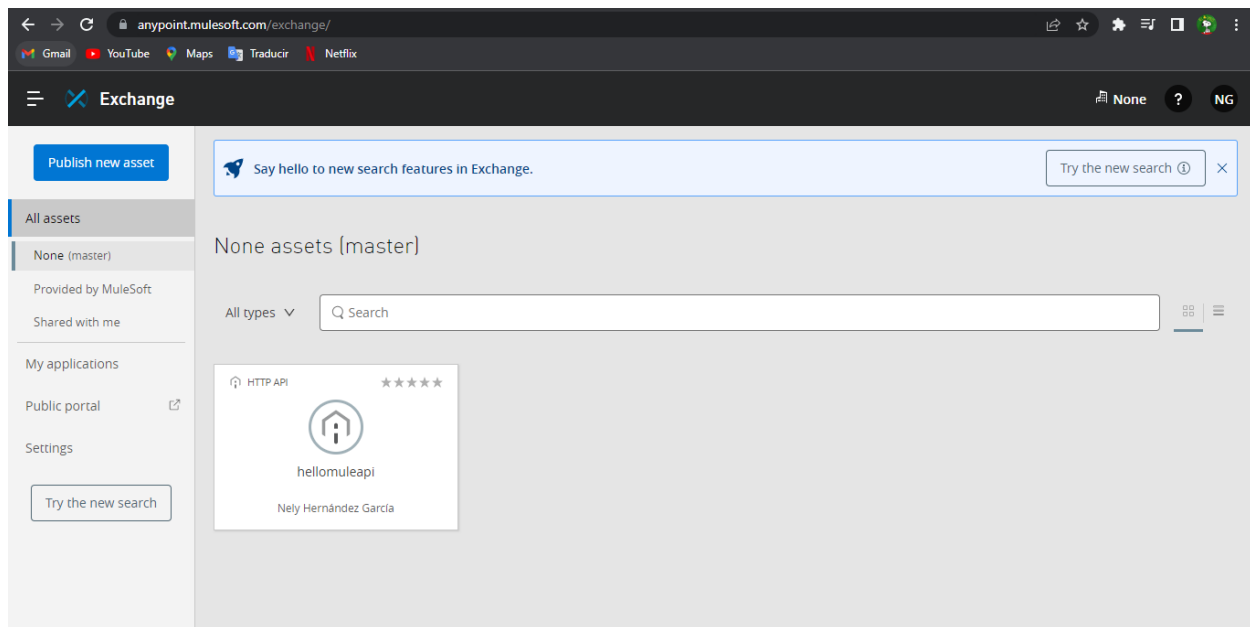 anypoint.mulesoft.com/exchange/
Gmail YouTube Maps Traducir Netflix
Exchange
None ? NG
Publish new asset
Say hello to new search features in Exchange.
Try the new search
All assets
None (master)
Provided by MuleSoft
Shared with me
My applications
Public portal
Settings
Try the new search
None assets (master)
All types
Search
HTTP API
hellomuleapi
Nely Hernández García